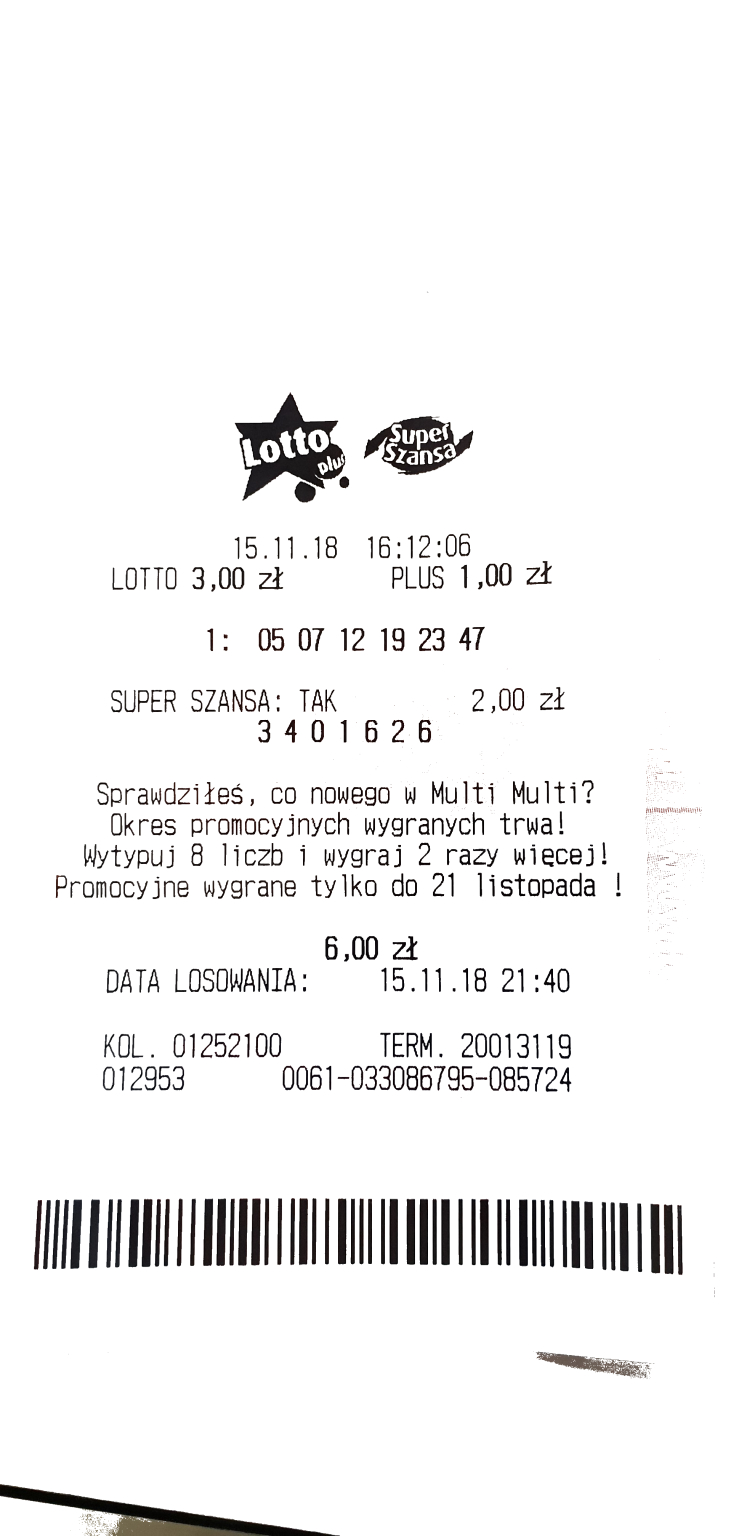 Lotto plus Super Szansa
15.11.18 16:12:06
LOTTO 3,00 zł PLUS 1,00 zł
1: 05 07 12 19 23 47
SUPER SZANSA: TAK 2,00 zł
3 4 0 1 6 2 6
Sprawdziłeś, co nowego w Multi Multi?
Okres promocyjnych wygranych trwa!
Wytypuj 8 liczb i wygraj 2 razy więcej!
Promocyjne wygrane tylko do 21 listopada !
6,00 zł
DATA LOSOWANIA: 15.11.18 21:40
KOL. 01252100 TERM. 20013119
012953 0061-033086795-085724